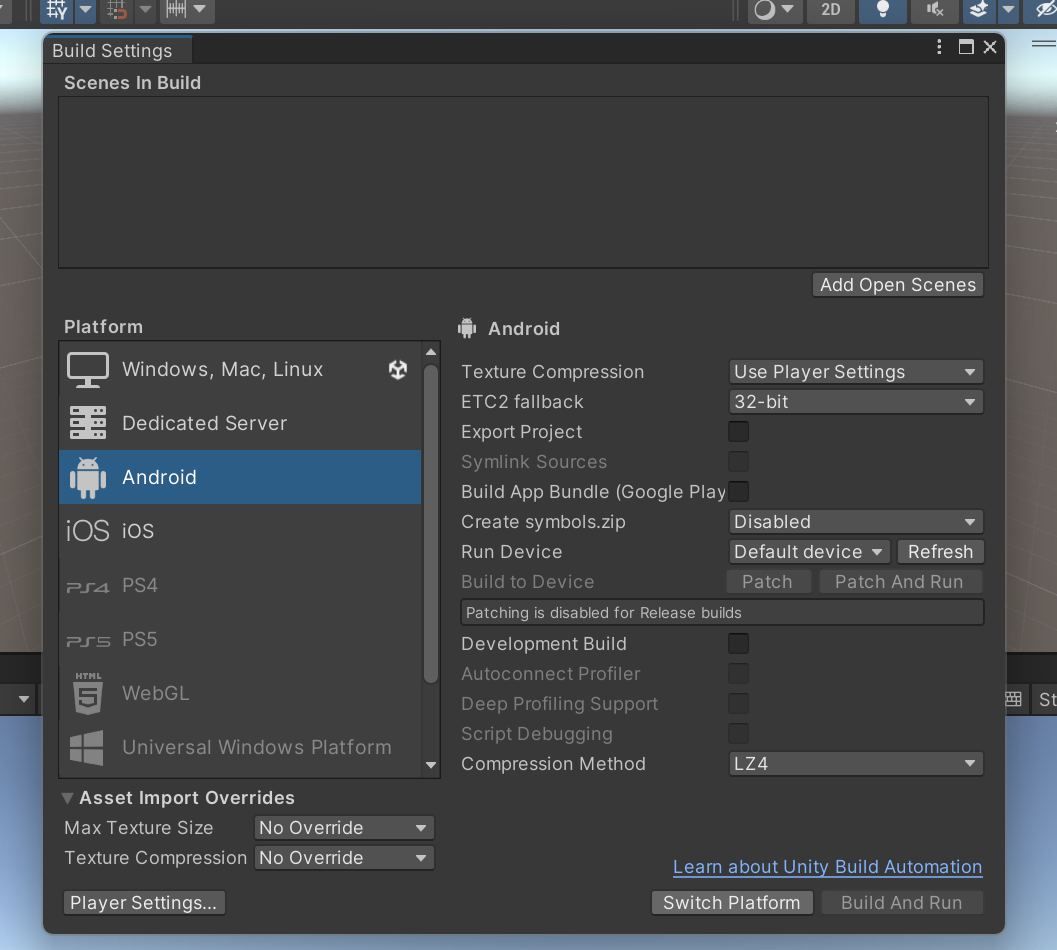 2D
Build Settings
Scenes In Build
Add Open Scenes
Platform
Windows, Mac, Linux
Dedicated Server
Android
iOS iOS
PS4 PS4
PS5 PS5
HTML
5 WebGL
Universal Windows Platform
Android
Texture Compression Use Player Settings
ETC2 fallback 32-bit
Export Project
Symlink Sources
Build App Bundle (Google Play
Create symbols.zip Disabled
Run Device Default device Refresh
Build to Device Patch Patch And Run
Patching is disabled for Release builds
Development Build
Autoconnect Profiler
Deep Profiling Support
Script Debugging
Compression Method LZ4
Asset Import Overrides
Max Texture Size No Override
Texture Compression No Override
Learn about Unity Build Automation
Player Settings... Switch Platform Build And Run
St